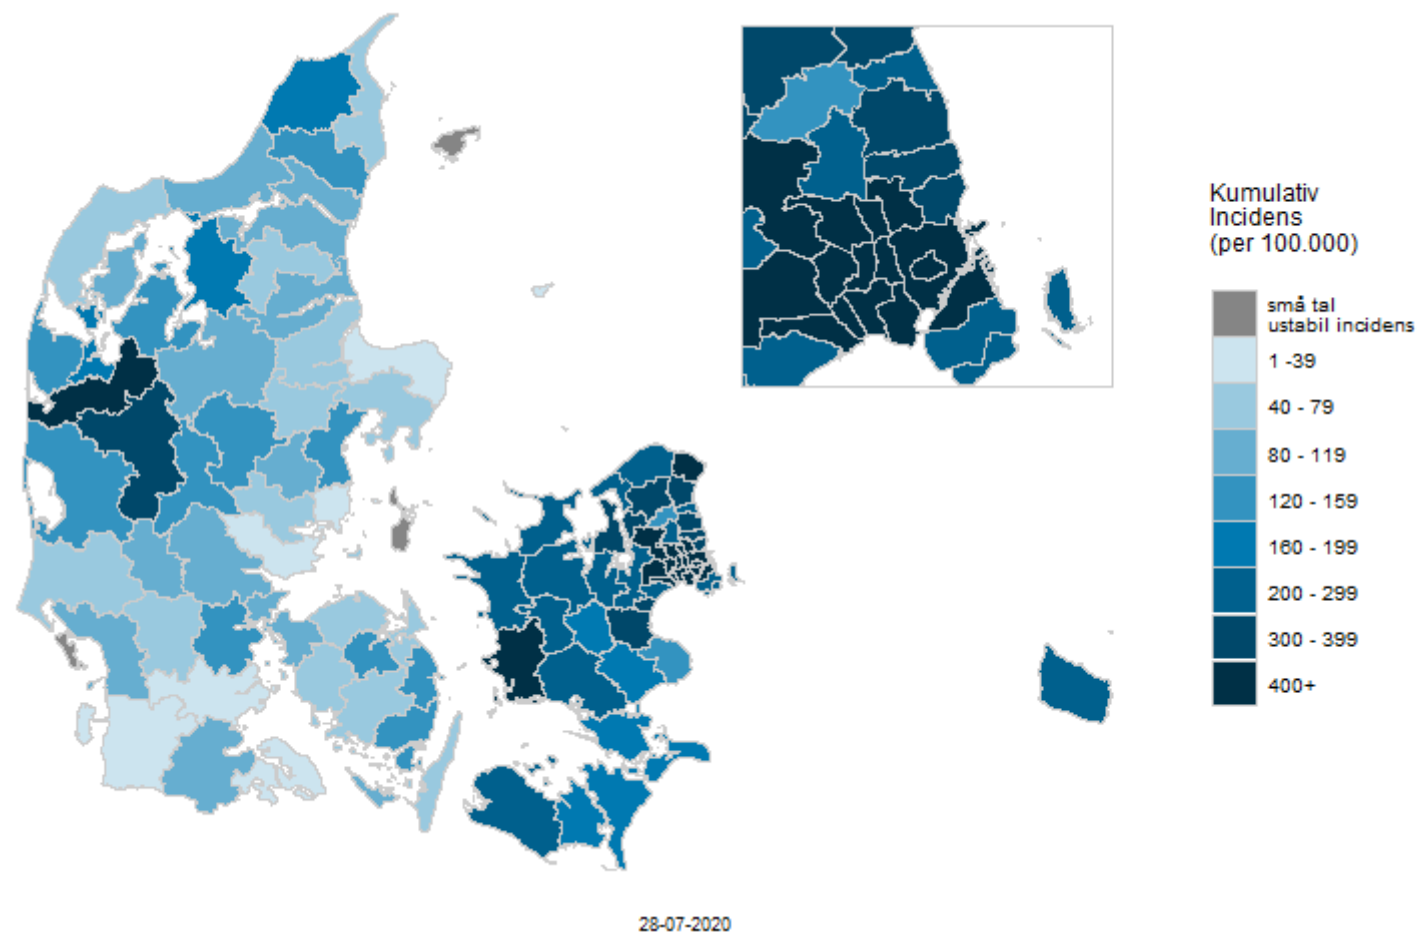 Kumulativ
Incidens
(per 100.000)
små tal
ustabil incidens
1 -39
40 - 79
80 - 119
120 - 159
160 - 199
200 - 299
300 - 399
400+
28-07-2020